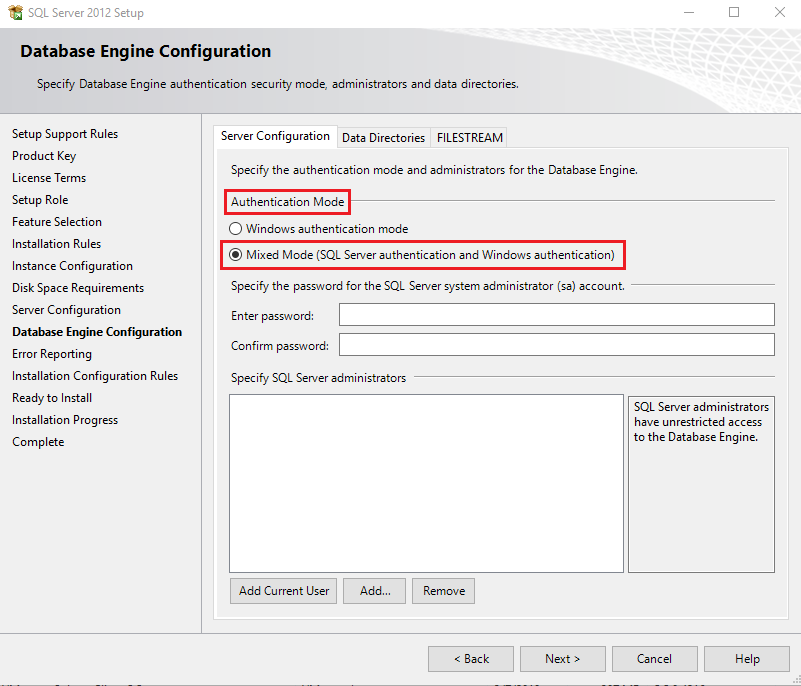 SQL Server 2012 Setup
Database Engine Configuration
Specify Database Engine authentication security mode, administrators and data directories.
Setup Support Rules
Product Key
License Terms
Setup Role
Feature Selection
Installation Rules
Instance Configuration
Disk Space Requirements
Server Configuration
Database Engine Configuration
Error Reporting
Installation Configuration Rules
Ready to Install
Installation Progress
Complete
Server Configuration
Data Directories
FILESTREAM
Specify the authentication mode and administrators for the Database Engine.
Authentication Mode
Windows authentication mode
Mixed Mode (SQL Server authentication and Windows authentication)
Specify the password for the SQL Server system administrator (sa) account.
Enter password:
Confirm password:
Specify SQL Server administrators
SQL Server administrators
have unrestricted access
to the Database Engine.
Add Current User
Add...
Remove
< Back
Next >
Cancel
Help